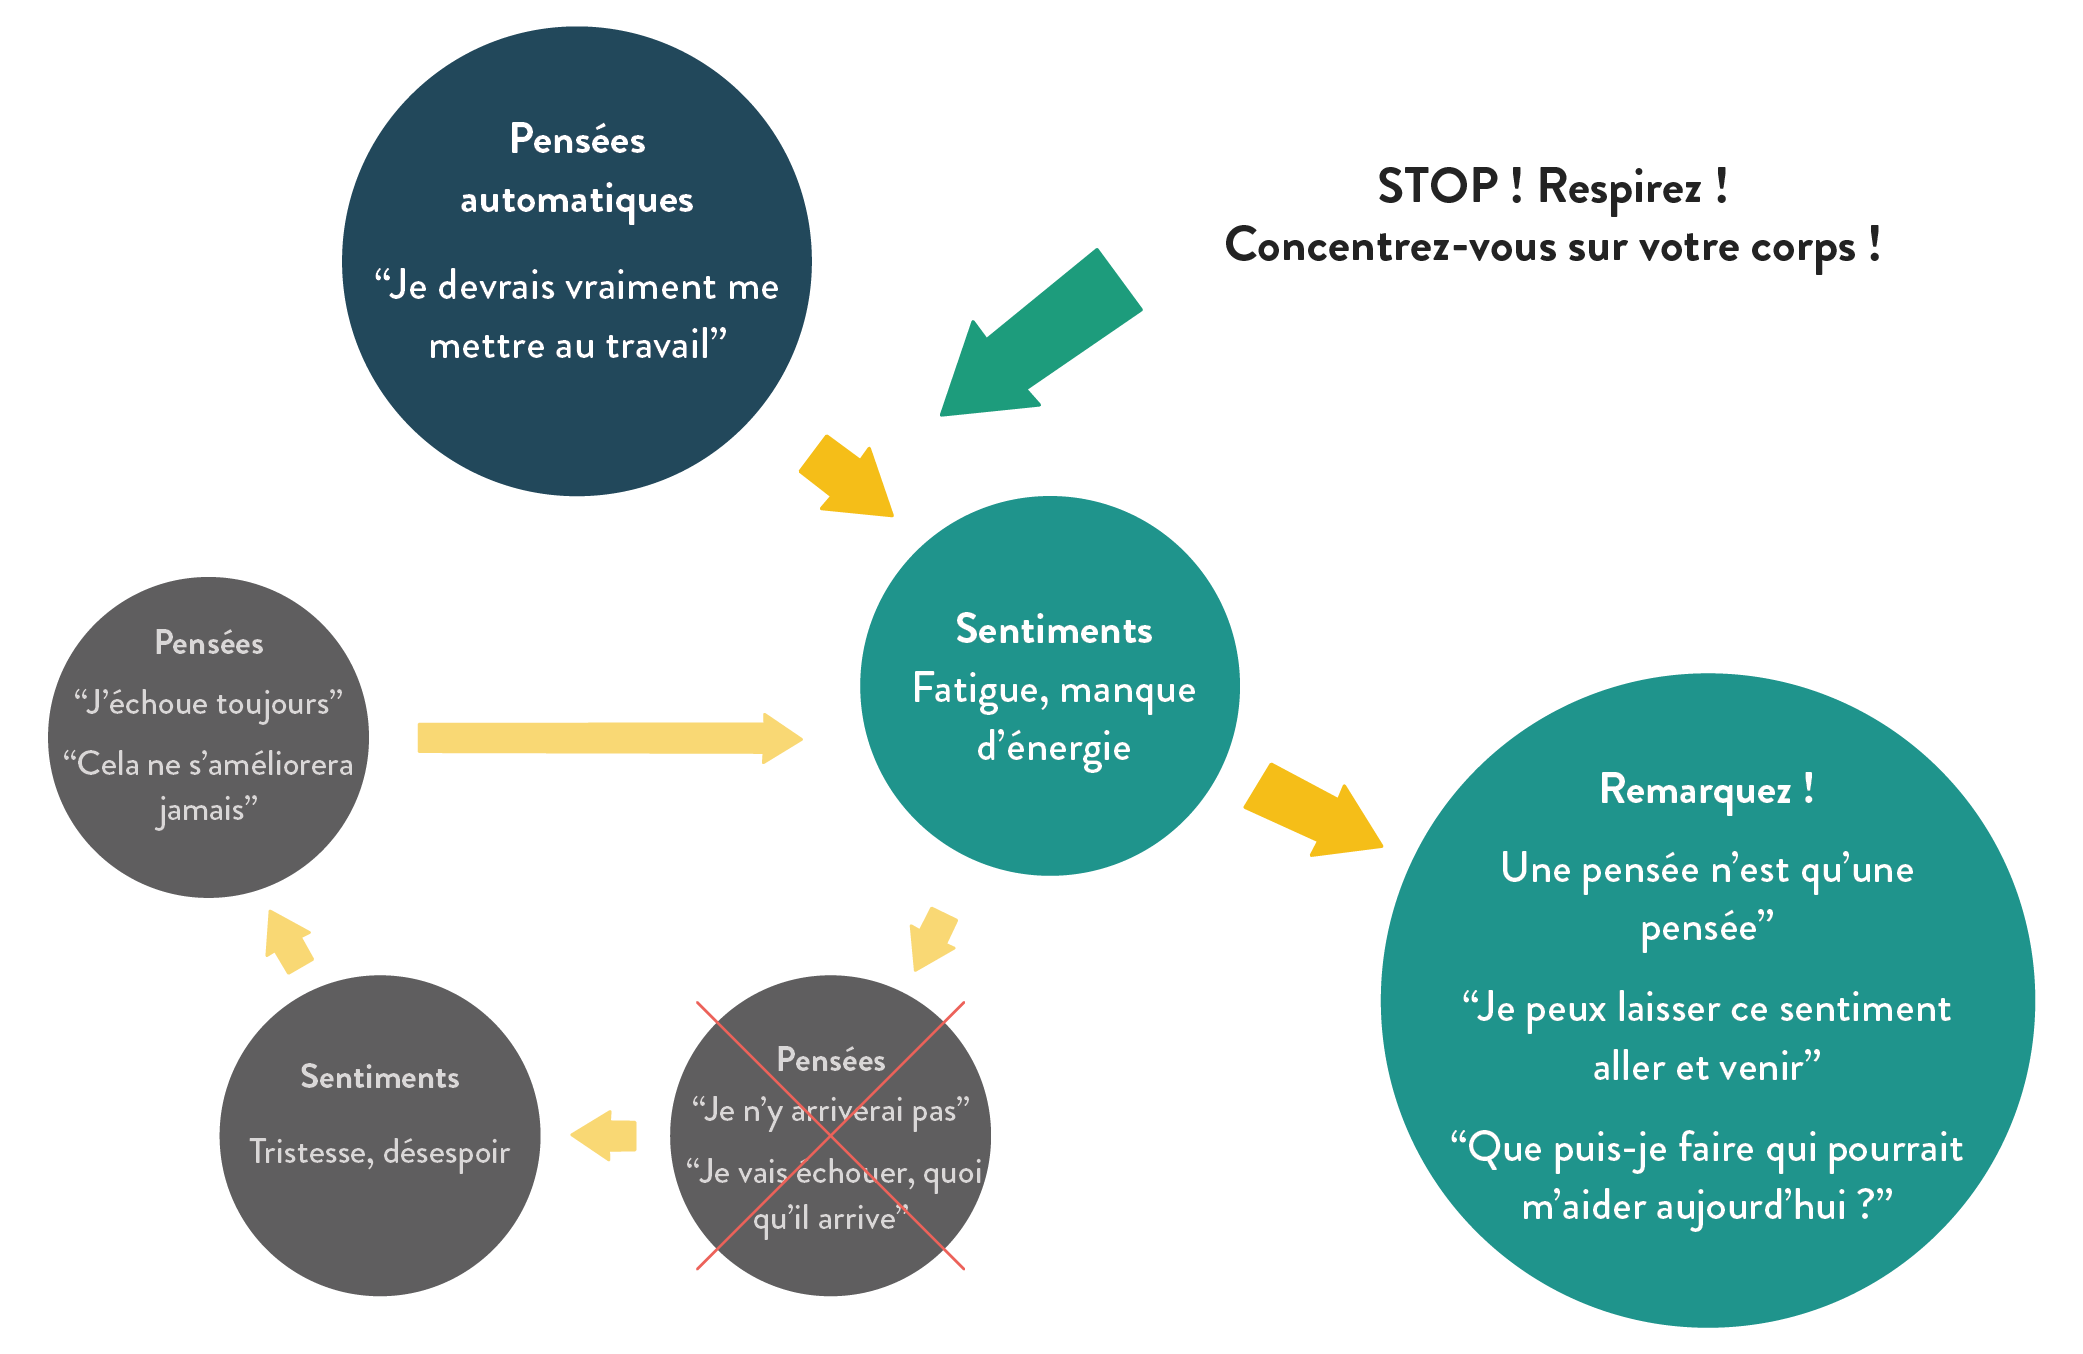 Pensées
automatiques
“Je devrais vraiment me
mettre au travail”
STOP ! Respirez !
Concentrez-vous sur votre corps !
Sentiments
Fatigue, manque
d’énergie
Pensées
“J’échoue toujours”
“Cela ne s’améliorera
jamais”
Remarquez !
Une pensée n’est qu’une
pensée”
“Je peux laisser ce sentiment
aller et venir”
“Que puis-je faire qui pourrait
m’aider aujourd’hui ?”
Sentiments
Tristesse, désespoir
Pensées
“Je n’y arriverai pas”
“Je vais échouer, quoi
qu’il arrive”